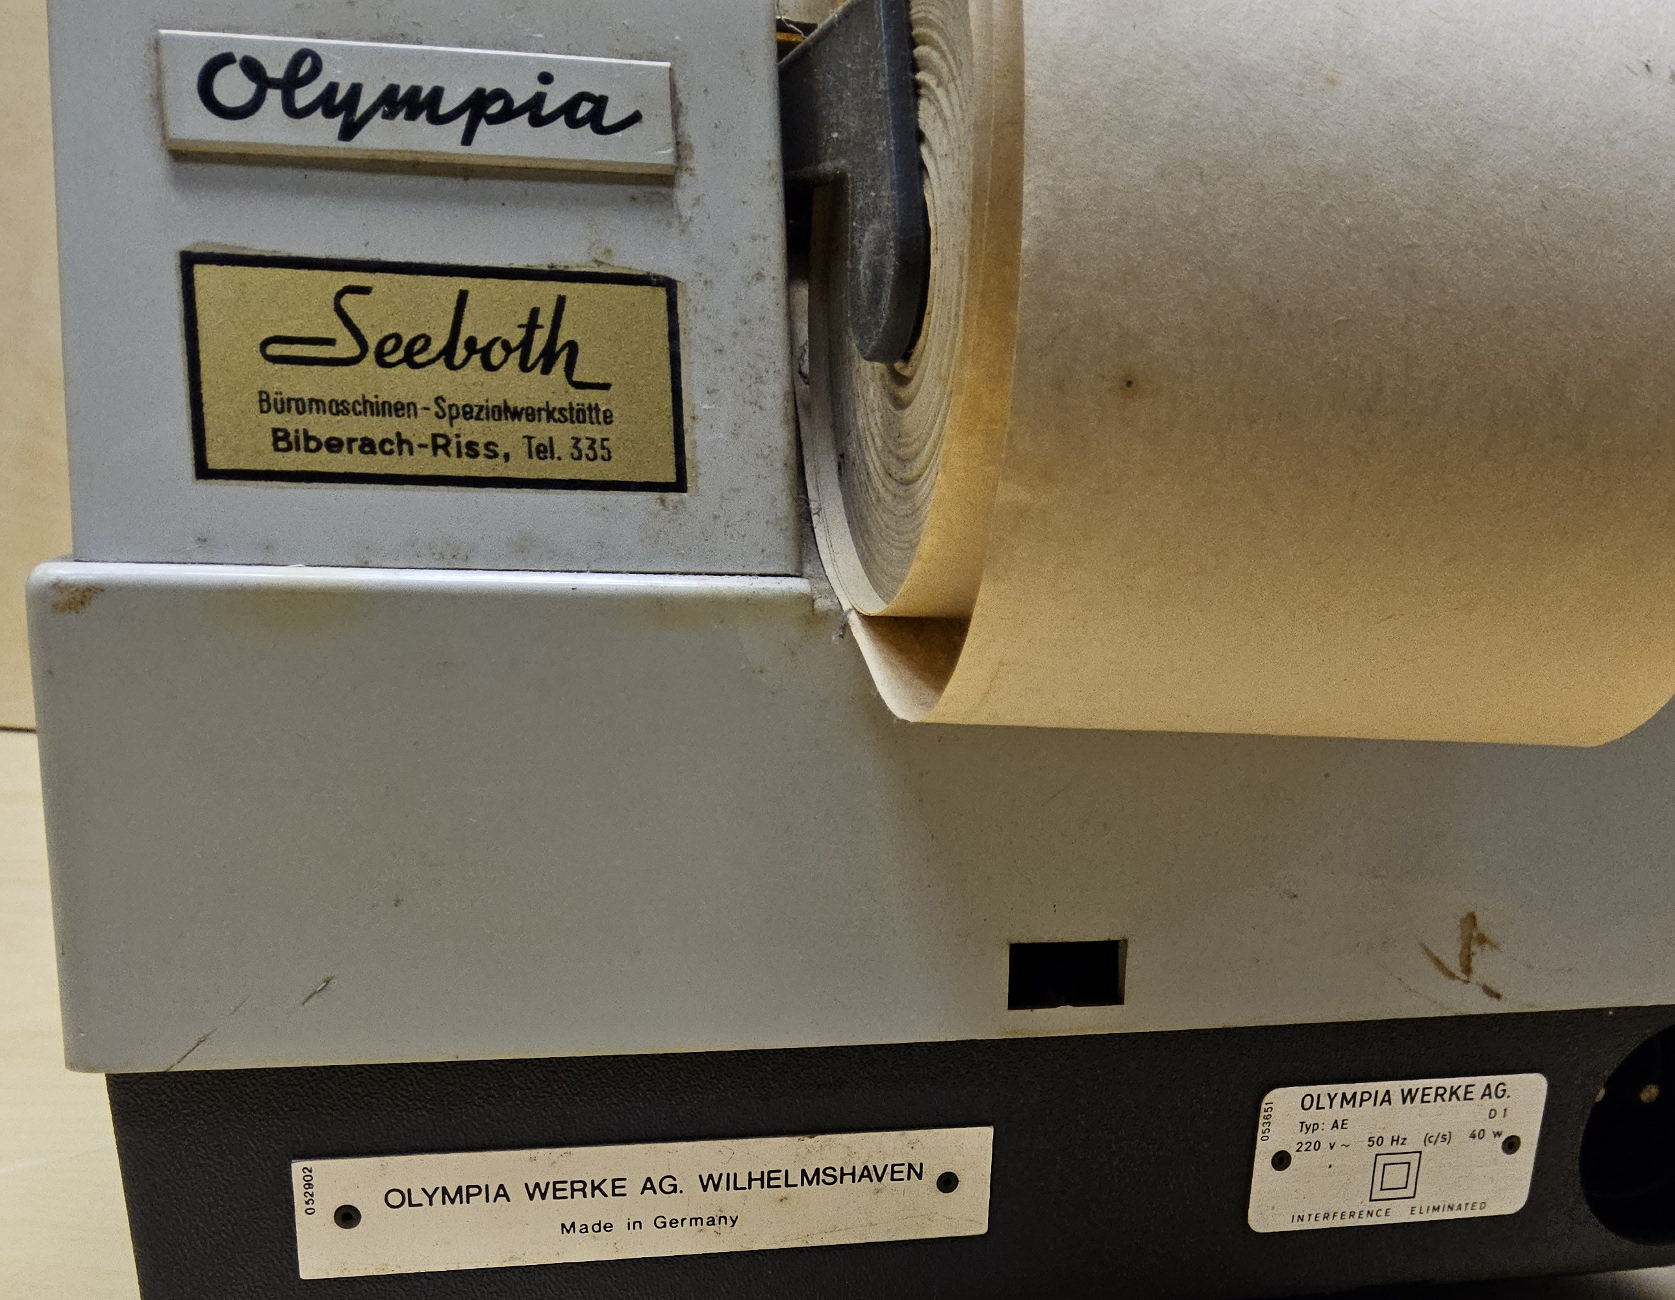 Olympia
Seeboth
Büromaschinen-Spezialwerkstätte
Biberach-Riss, Tel. 335
052902
OLYMPIA WERKE AG. WILHELMSHAVEN
Made in Germany
053651
OLYMPIA WERKE AG.
D1
Typ: AE
220 v~ 50 Hz (c/s) 40 w
INTERFERENCE ELIMINATED